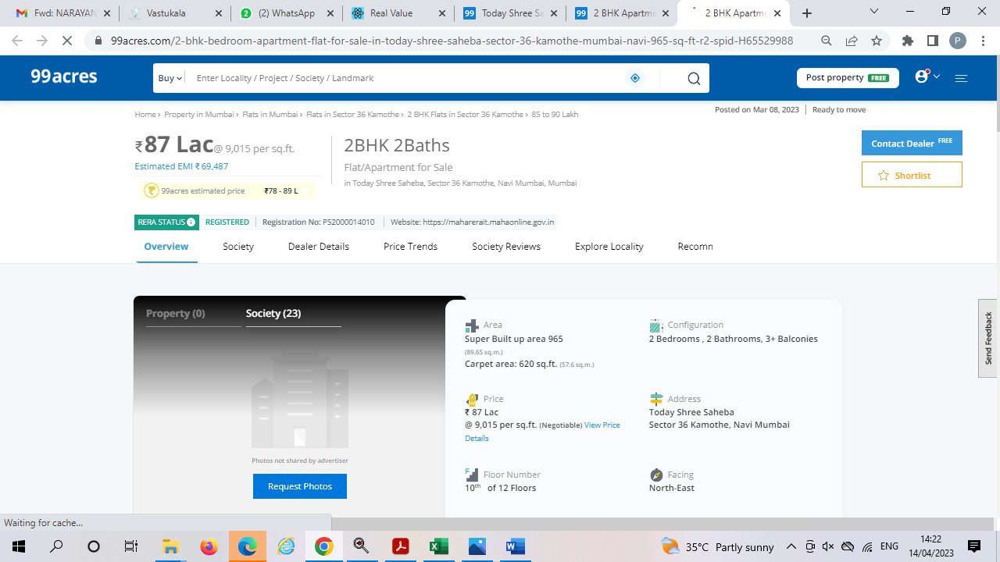 Fwd: NARAYAN
Vastukala
(2) WhatsApp
Real Value
Today Shree Sa
2 BHK Apartme
2 BHK Apartme
99acres.com/2-bhk-bedroom-apartment-flat-for-sale-in-today-shree-saheba-sector-36-kamothe-mumbai-navi-965-sq-ft-r2-spid-H65529988
P
99acres
Buy
Enter Locality / Project / Society / Landmark
Post property FREE
Home › Property in Mumbai › Flats in Mumbai › Flats in Sector 36 Kamothe › 2 BHK Flats in Sector 36 Kamothe › 85 to 90 Lakh
Posted on Mar 08, 2023 | Ready to move
₹87 Lac@ 9,015 per sq.ft.
Estimated EMI ₹ 69,487
99acres estimated price ₹78 - 89 L
2BHK 2Baths
Flat/Apartment for Sale
in Today Shree Saheba, Sector 36 Kamothe, Navi Mumbai, Mumbai
Contact Dealer FREE
Shortlist
RERA STATUS i REGISTERED | Registration No: P52000014010 | Website: https://maharerait.mahaonline.gov.in
Overview Society Dealer Details Price Trends Society Reviews Explore Locality Recomn
Property (0)
Society (23)
Photos not shared by advertiser
Request Photos
Area
Super Built up area 965
(89.65 sq.m.)
Carpet area: 620 sq.ft. (57.6 sq.m.)
Configuration
2 Bedrooms , 2 Bathrooms, 3+ Balconies
Price
₹ 87 Lac
@ 9,015 per sq.ft. (Negotiable) View Price
Details
Address
Today Shree Saheba
Sector 36 Kamothe, Navi Mumbai
Floor Number
10th of 12 Floors
Facing
North-East
Send Feedback
Waiting for cache...
35°C Partly sunny
ENG
14:22
14/04/2023